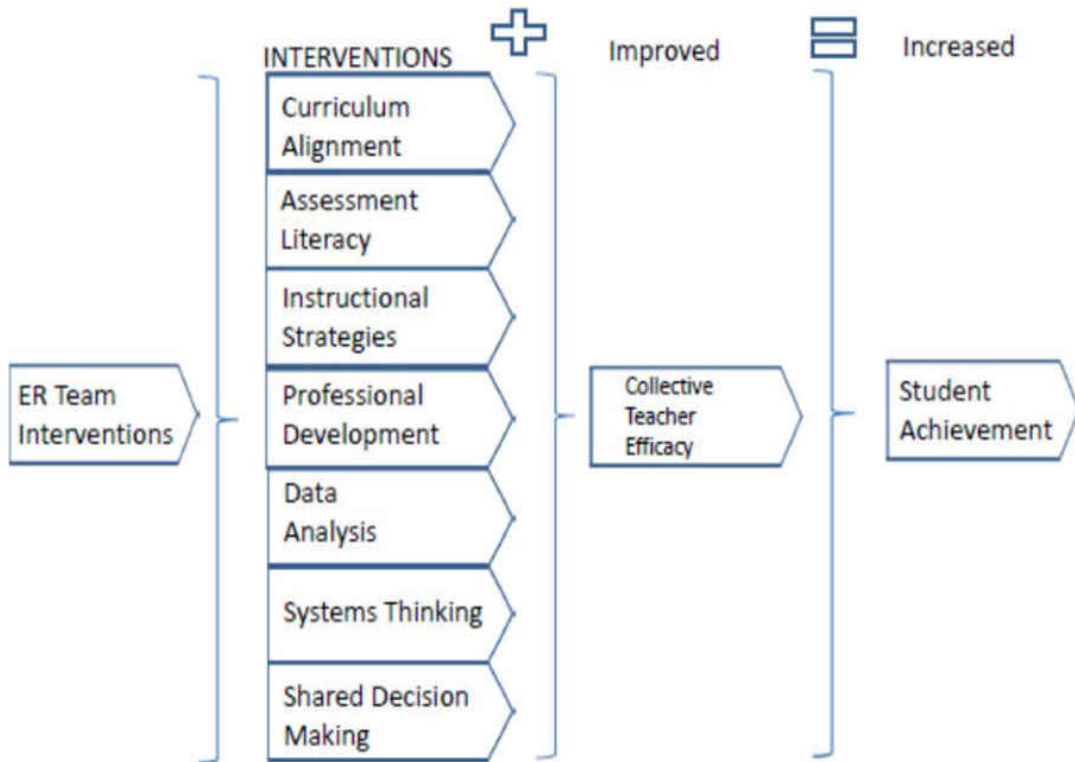 INTERVENTIONS
Improved
Increased
ER Team
Interventions
Curriculum
Alignment
Assessment
Literacy
Instructional
Strategies
Professional
Development
Data
Analysis
Systems Thinking
Shared Decision
Making
Collective
Teacher
Efficacy
Student
Achievement